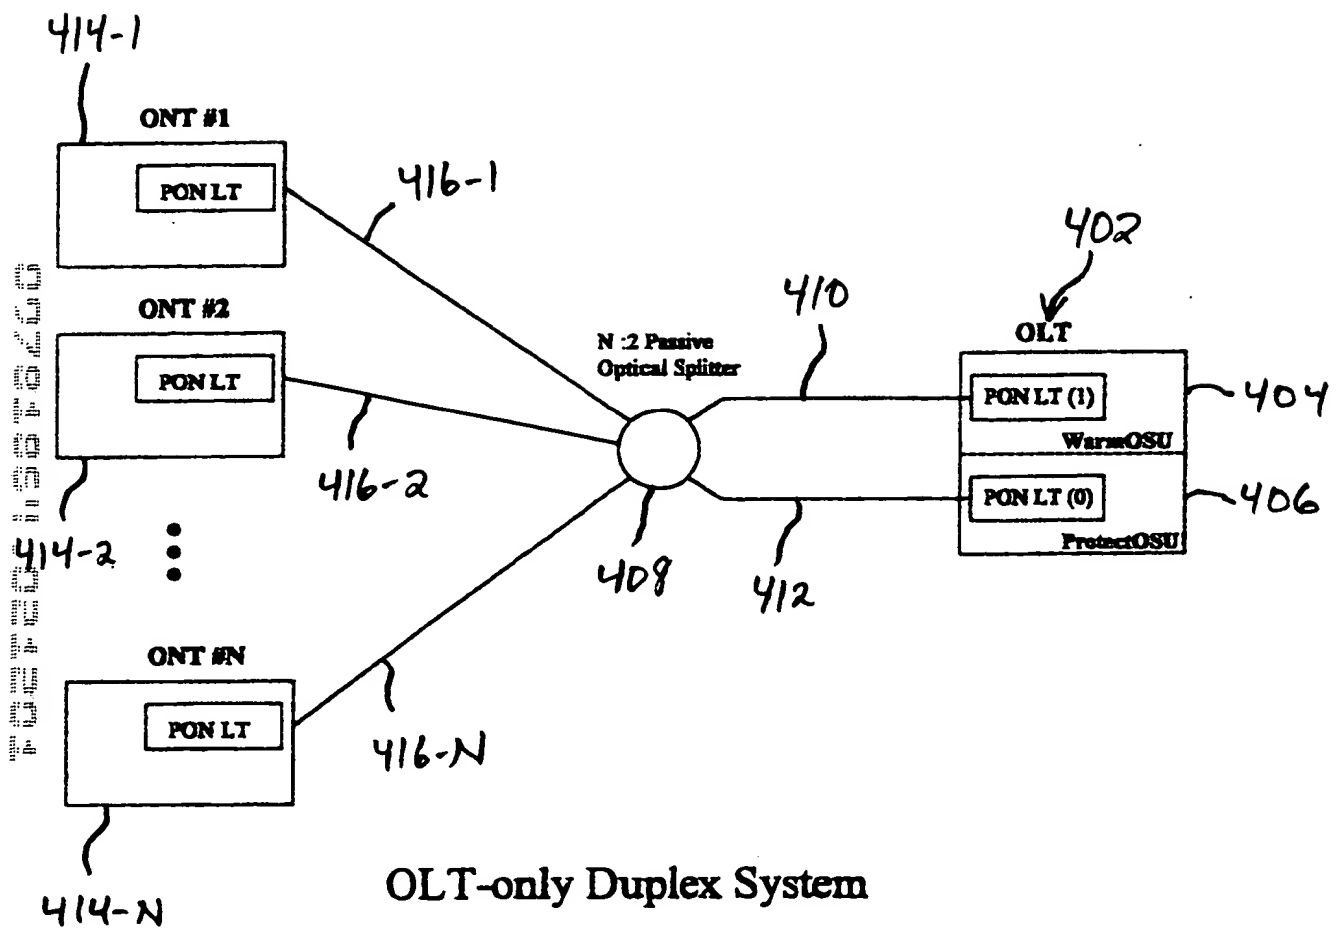 414-1
ONT #1
PON LT
416-1
402
410
OLT
ONT #2
N :2 Passive
Optical Splitter
PON LT
PON LT (1)
404
WarmOSU
416-2
PON LT (0)
406
ProtectOSU
414-2
408
412
ONT #N
PON LT
416-N
OLT-only Duplex System
414-N